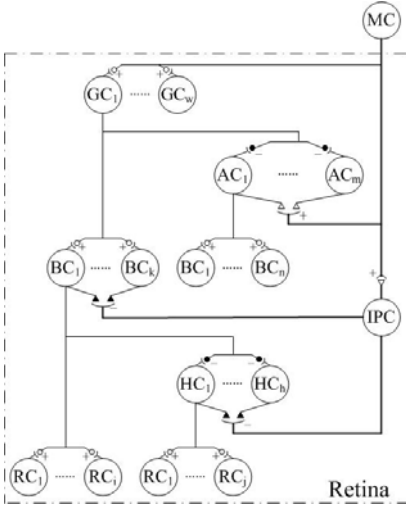 MC
+ +
GC₁ ...... GCw
− −
AC₁ ...... ACm
+
+ + + +
BC₁ ...... BCk BC₁ ...... BCn
+
− IPC
− −
HC₁ ...... HCh
−
+ + + +
RC₁ ...... RCi RC₁ ...... RCj
Retina